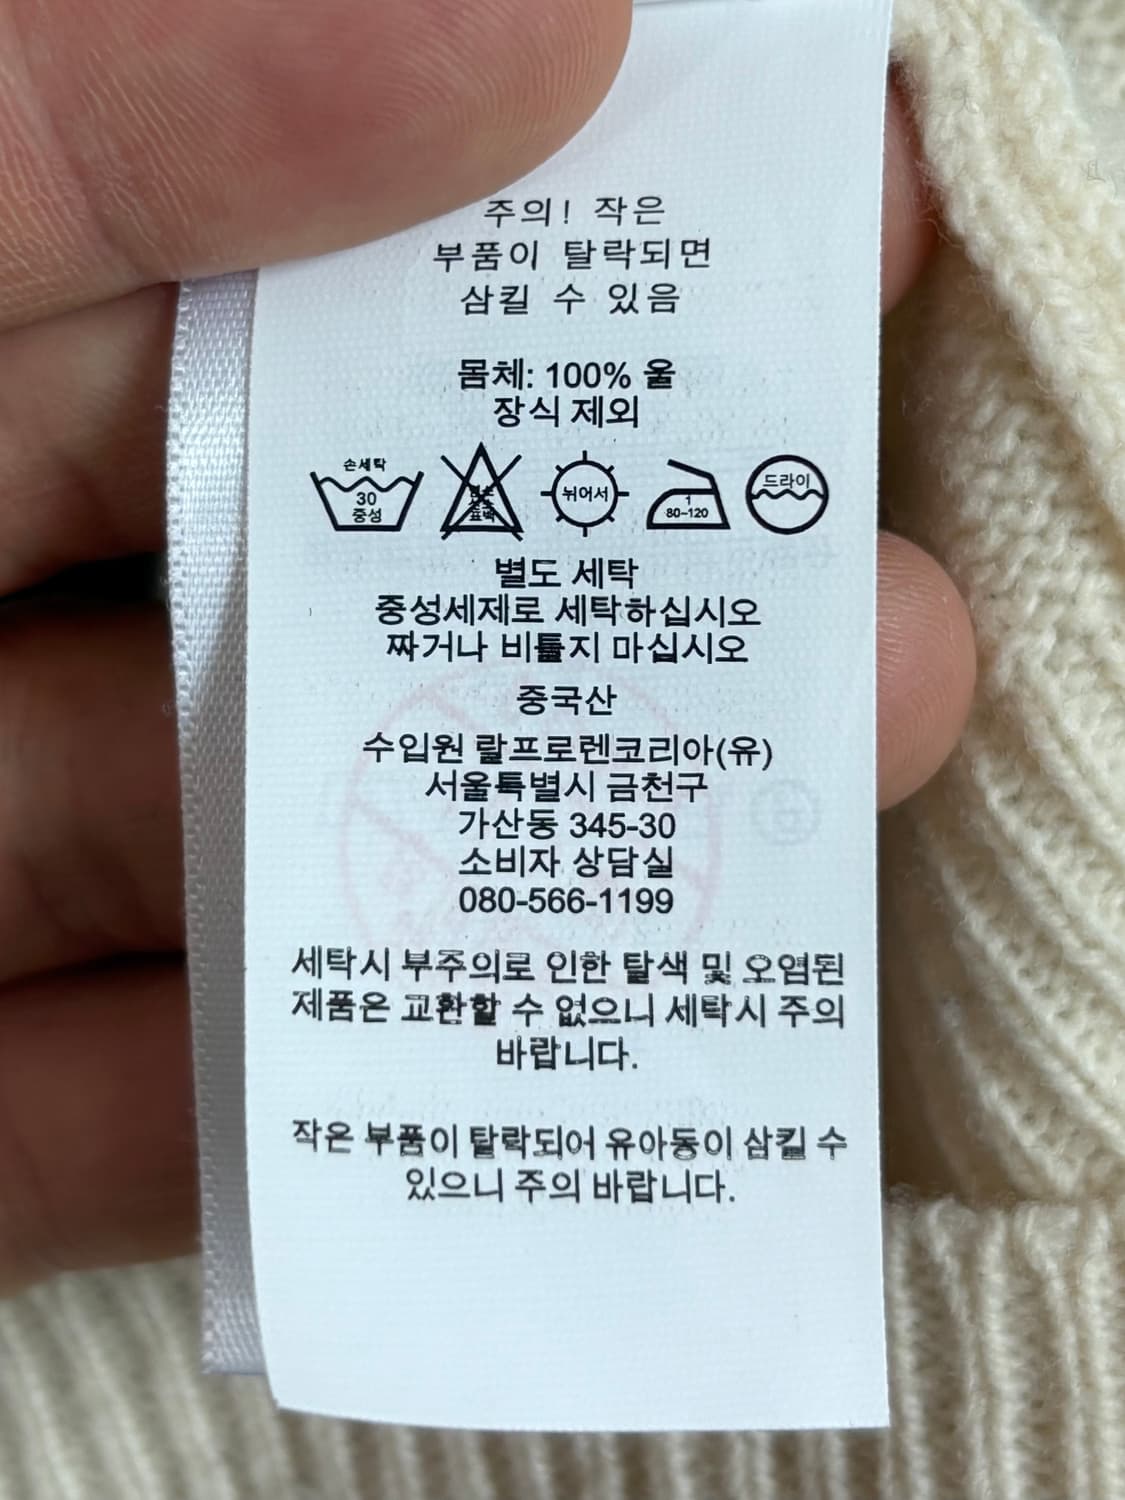 주의! 작은
부품이 탈락되면
삼킬 수 있음
몸체: 100% 울
장식 제외
손세탁
30
중성
염소
표백
뉘어서
1
80-120
드라이
별도 세탁
중성세제로 세탁하십시오
짜거나 비틀지 마십시오
중국산
수입원 랄프로렌코리아(유)
서울특별시 금천구
가산동 345-30
소비자 상담실
080-566-1199
세탁시 부주의로 인한 탈색 및 오염된
제품은 교환할 수 없으니 세탁시 주의
바랍니다.
작은 부품이 탈락되어 유아동이 삼킬 수
있으니 주의 바랍니다.